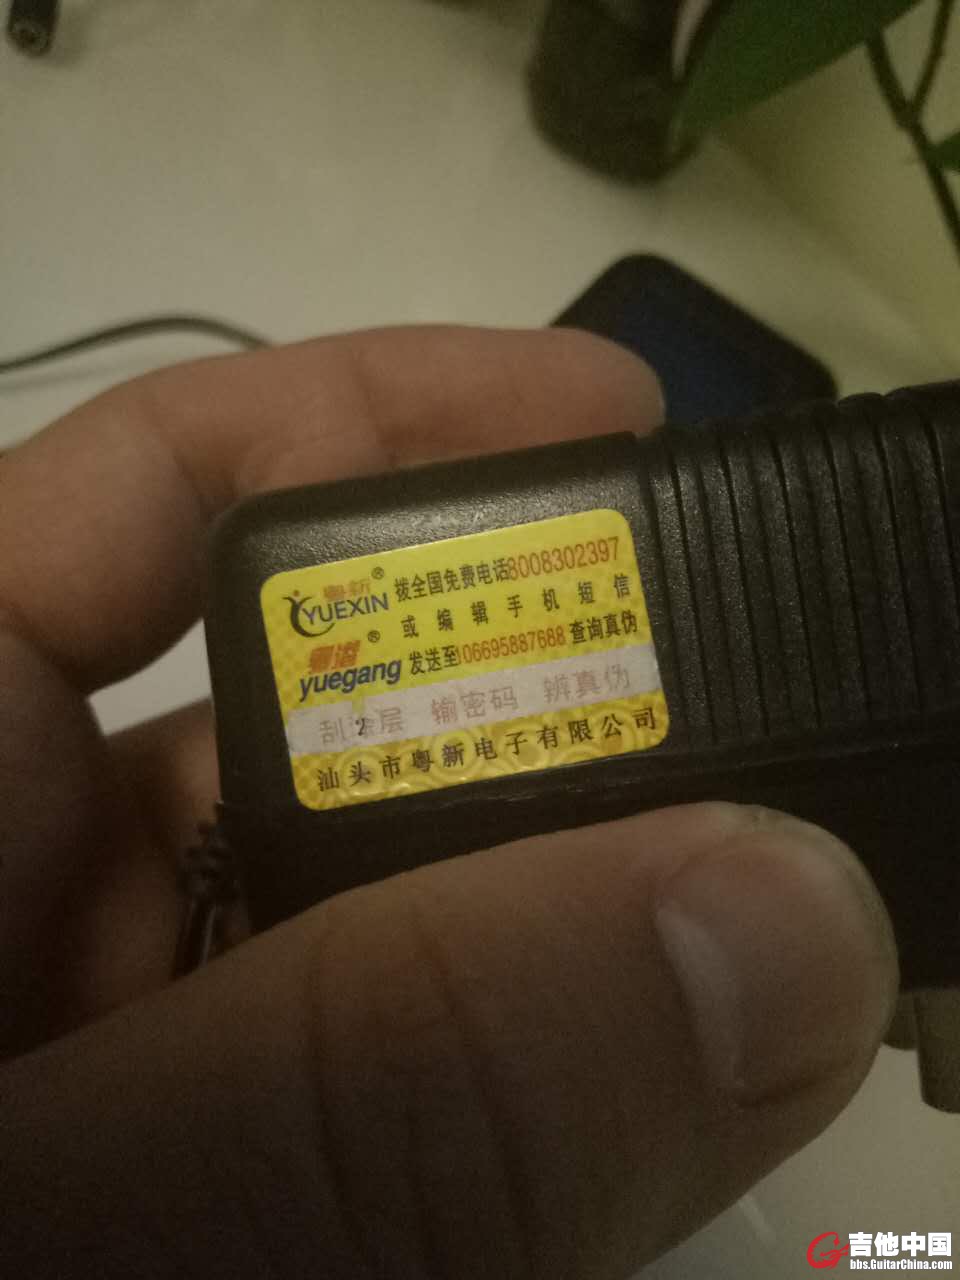 粤新®
YUEXIN
拨全国免费电话8008302397
或编辑手机短信
粤港®
yuegang
发送至106695887688查询真伪
刮涂层 输密码 辨真伪
2
汕头市粤新电子有限公司
吉他中国
bbs.GuitarChina.com